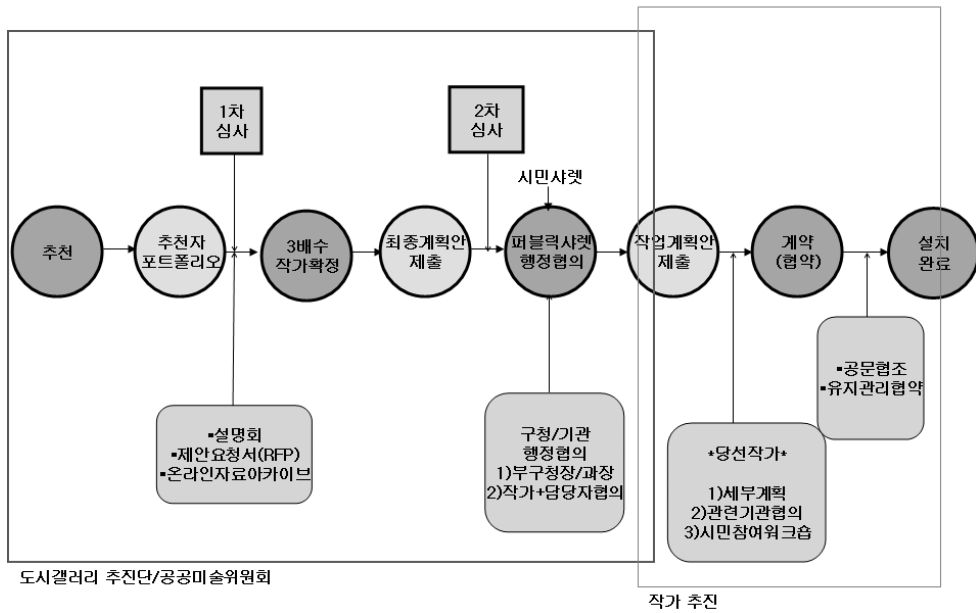 1차
심사
2차
심사
시민샤렛
추천
추천자
포트폴리오
3배수
작가확정
최종계획안
제출
퍼블릭샤렛
행정협의
작업계획안
제출
계약
(협약)
설치
완료
▪설명회
▪제안요청서(RFP)
▪온라인자료아카이브
구청/기관
행정협의
1)부구청장/과장
2)작가+담당자협의
▪공문협조
▪유지관리협약
*당선작가*
1)세부계획
2)관련기관협의
3)시민참여워크숍
도시갤러리 추진단/공공미술위원회
작가 추진